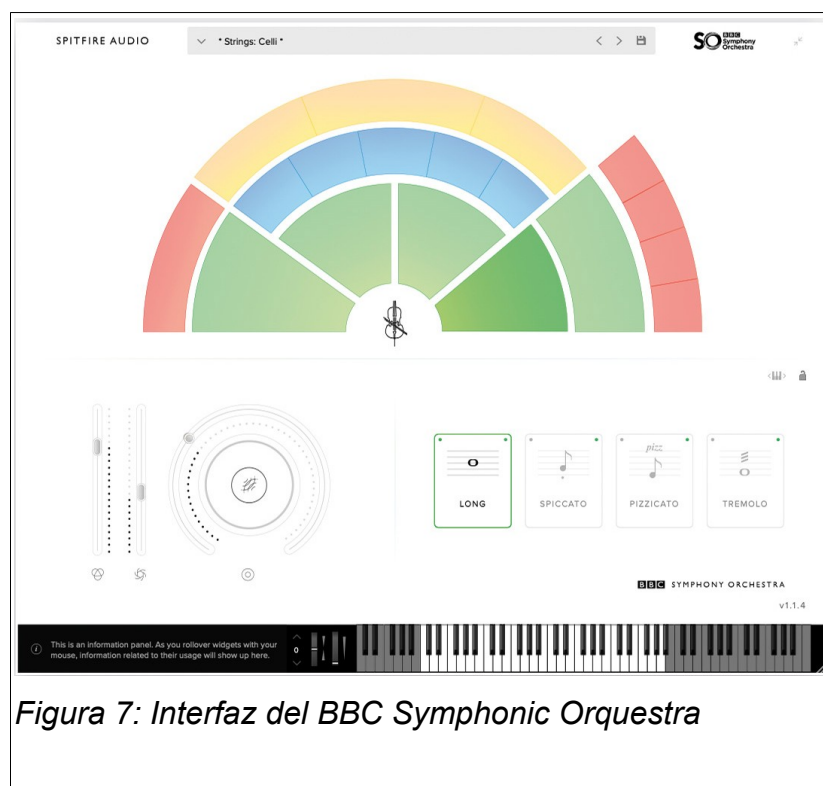 SPITFIRE AUDIO
* Strings: Celli *
SO BBC Symphony Orchestra
pizz
LONG
SPICCATO
PIZZICATO
TREMOLO
BBC SYMPHONY ORCHESTRA
v1.1.4
This is an information panel. As you rollover widgets with your
mouse, information related to their usage will show up here.
0
Figura 7: Interfaz del BBC Symphonic Orquestra